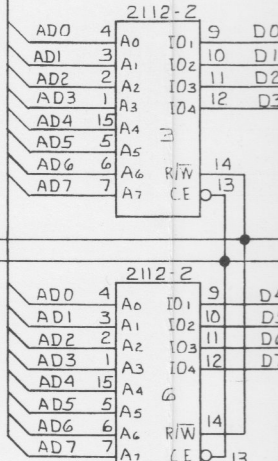 2112-2
AD0 4 A0 IO1 9 D0
AD1 3 A1 IO2 10 D1
AD2 2 A2 IO3 11 D2
AD3 1 A3 IO4 12 D3
AD4 15 A4
AD5 5 A5
AD6 6 A6 R/W̅ 14
AD7 7 A7 C̅E̅ 13
2112-2
AD0 4 A0 IO1 9 D4
AD1 3 A1 IO2 10 D5
AD2 2 A2 IO3 11 D6
AD3 1 A3 IO4 12 D7
AD4 15 A4
AD5 5 A5
AD6 6 A6 R/W̅ 14
AD7 7 A7 C̅E̅ 13